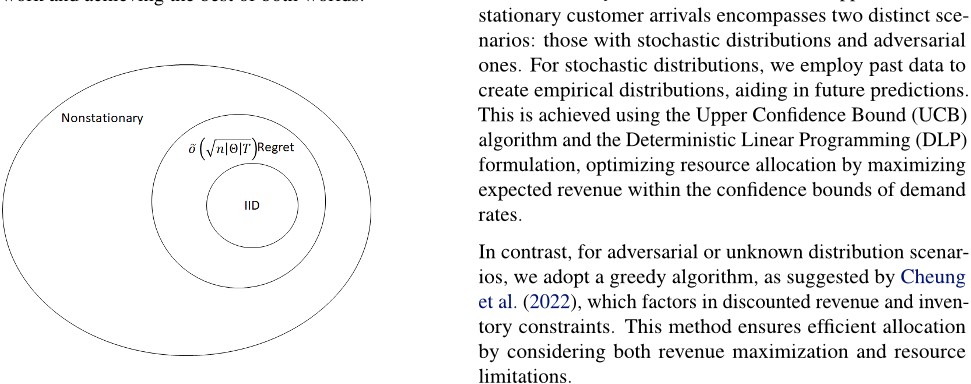 work and achieving the best of both worlds.
Nonstationary
õ(√n|Θ|T)Regret
IID
stationary customer arrivals encompasses two distinct sce-
narios: those with stochastic distributions and adversarial
ones. For stochastic distributions, we employ past data to
create empirical distributions, aiding in future predictions.
This is achieved using the Upper Confidence Bound (UCB)
algorithm and the Deterministic Linear Programming (DLP)
formulation, optimizing resource allocation by maximizing
expected revenue within the confidence bounds of demand
rates.
In contrast, for adversarial or unknown distribution scenar-
ios, we adopt a greedy algorithm, as suggested by Cheung
et al. (2022), which factors in discounted revenue and inven-
tory constraints. This method ensures efficient allocation
by considering both revenue maximization and resource
limitations.